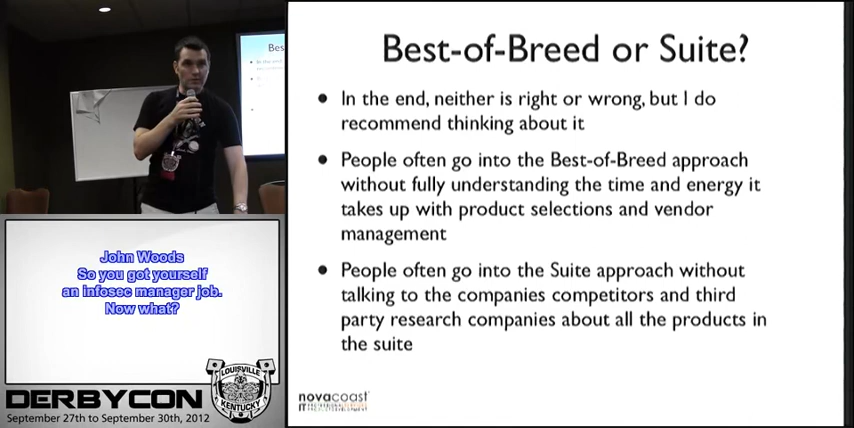 Best-of-Breed or Suite?
• In the end, neither is right or wrong, but I do
recommend thinking about it
• People often go into the Best-of-Breed approach
without fully understanding the time and energy it
takes up with product selections and vendor
management
• People often go into the Suite approach without
talking to the companies competitors and third
party research companies about all the products in
the suite
novacoast
John Woods
So you got yourself
an infosec manager job.
Now what?
LOUISVILLE
KENTUCKY
DERBYCON
September 27th to September 30th, 2012
Bes